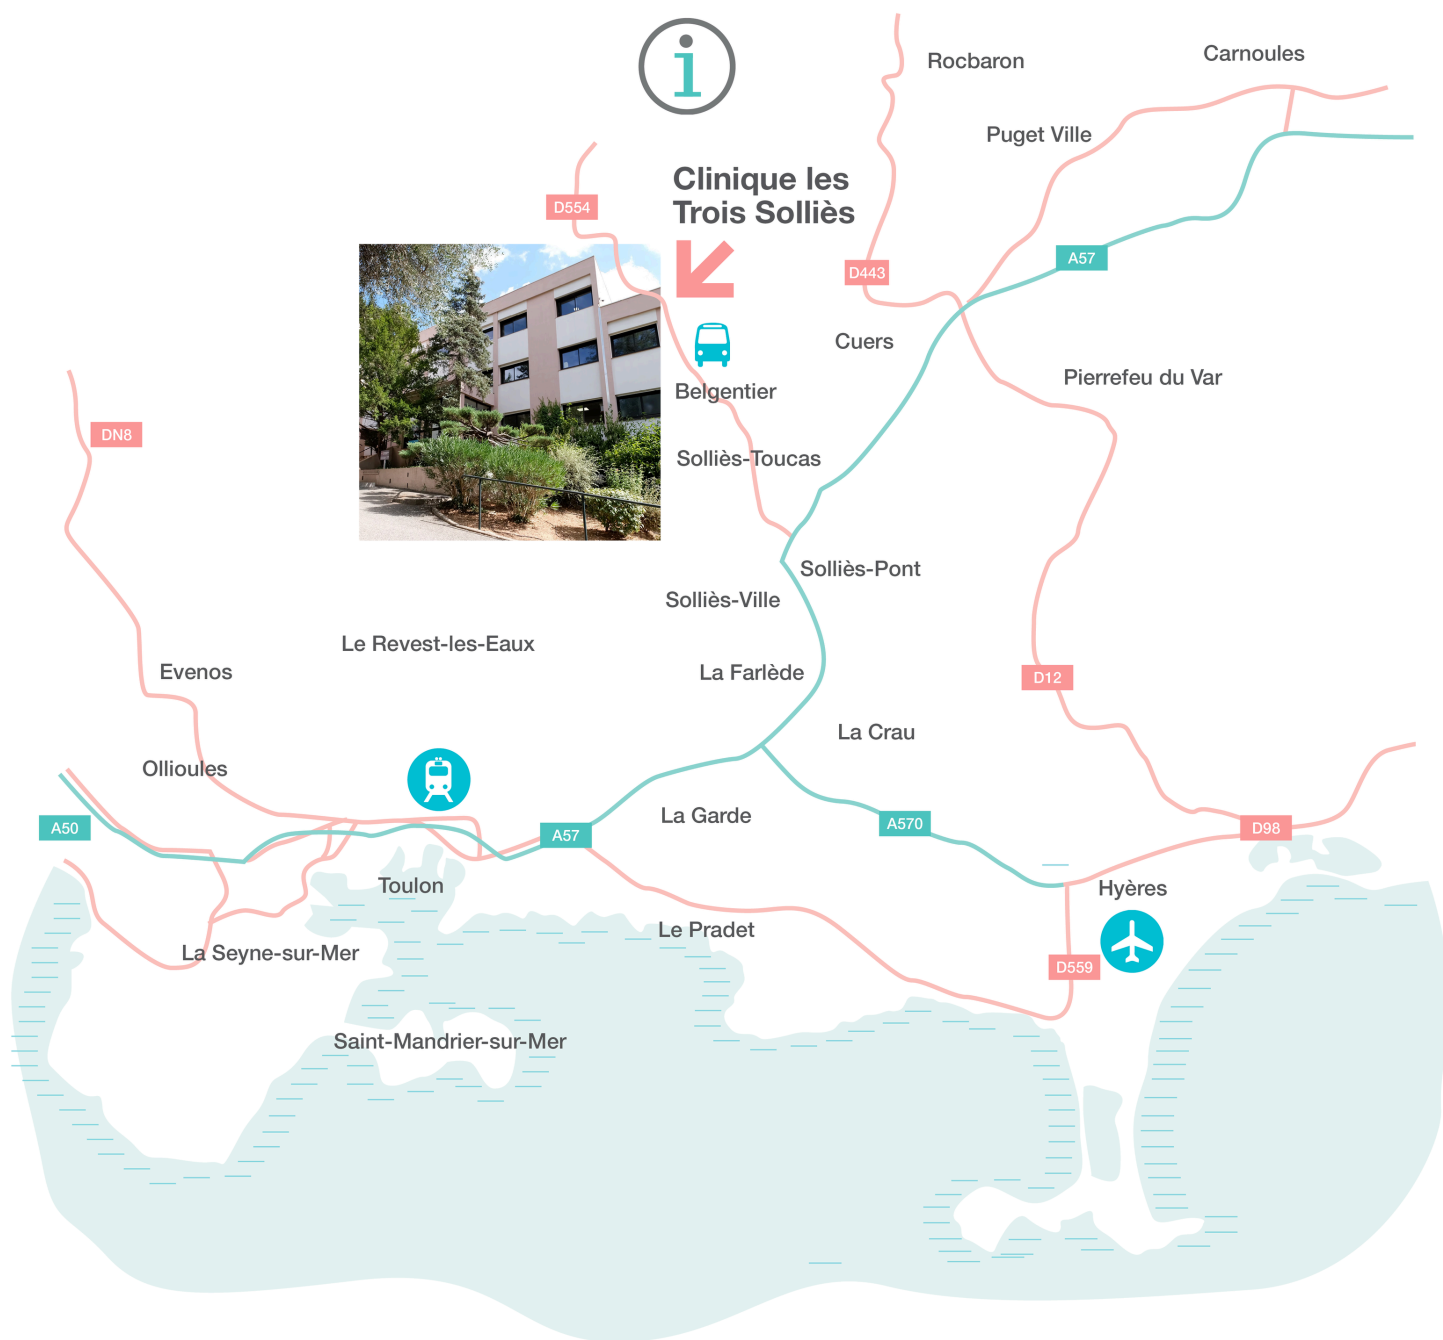 i
Rocbaron
Carnoules
Puget Ville
Clinique les
Trois Solliès
D554
A57
D443
Cuers
Pierrefeu du Var
Belgentier
DN8
Solliès-Toucas
Solliès-Pont
Solliès-Ville
Le Revest-les-Eaux
Evenos
La Farlède
D12
La Crau
Ollioules
La Garde
A50
A57
A570
D98
Toulon
Hyères
Le Pradet
La Seyne-sur-Mer
D559
Saint-Mandrier-sur-Mer